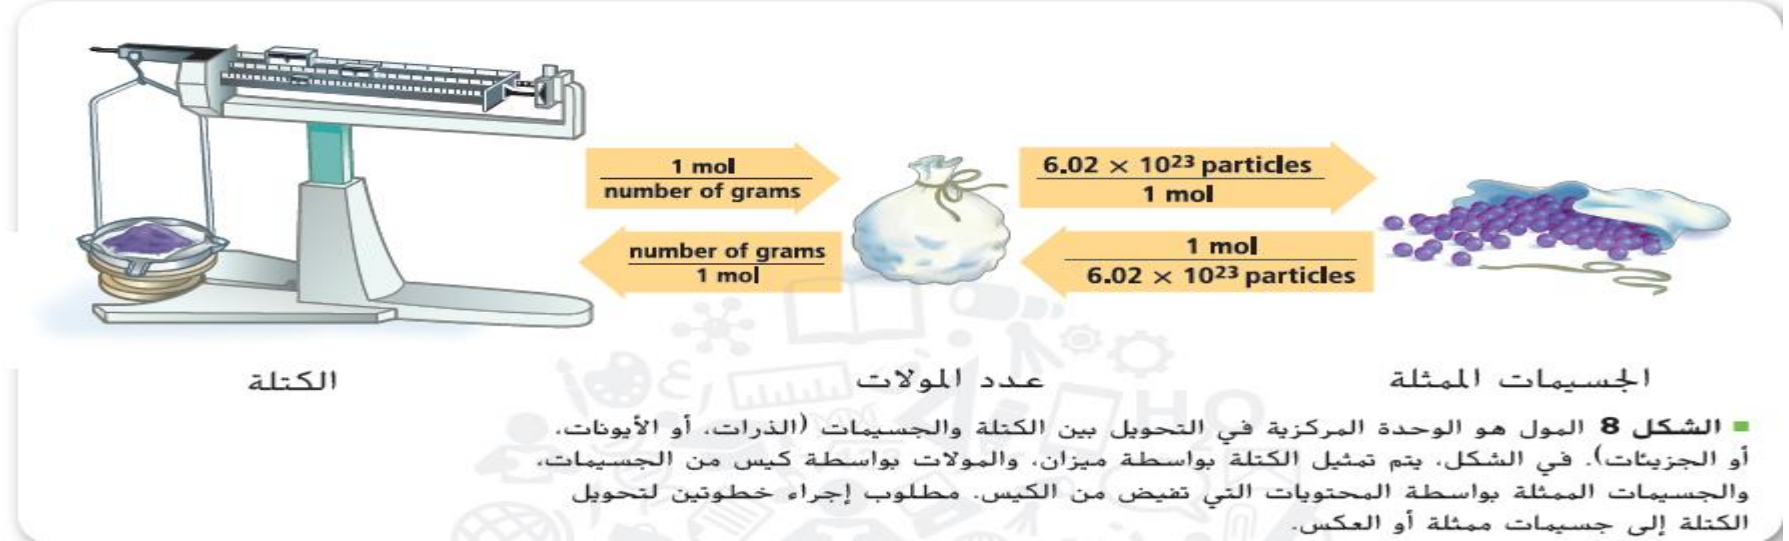 1 mol
number of grams
6.02 × 10²³ particles
1 mol
number of grams
1 mol
1 mol
6.02 × 10²³ particles
الكتلة
عدد المولات
الجسيمات الممثلة
الشكل 8 المول هو الوحدة المركزية في التحويل بين الكتلة والجسيمات (الذرات، أو الأيونات،
أو الجزيئات). في الشكل، يتم تمثيل الكتلة بواسطة ميزان، والمولات بواسطة كيس من الجسيمات،
والجسيمات الممثلة بواسطة المحتويات التي تفيض من الكيس. مطلوب إجراء خطوتين لتحويل
الكتلة إلى جسيمات ممثلة أو العكس.